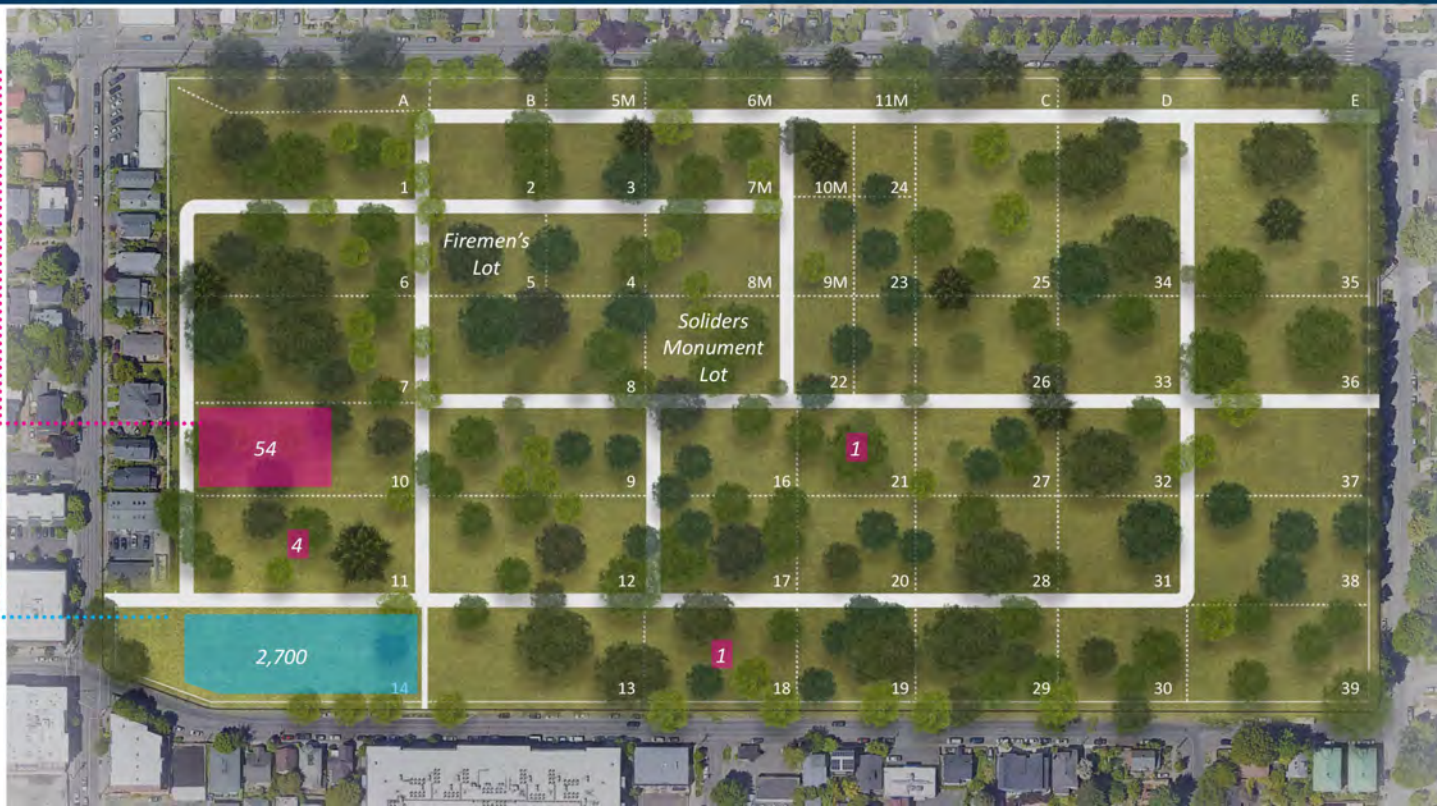 A B 5M 6M 11M C D E
1 2 3 7M 10M 24
Firemen's
Lot
6 5 4 8M 9M 23 25 34 35
Soliders
Monument
Lot
7 8 22 26 33 36
54
1
10 9 16 21 27 32 37
4
11 12 17 20 28 31 38
2,700
1
14 13 18 19 29 30 39